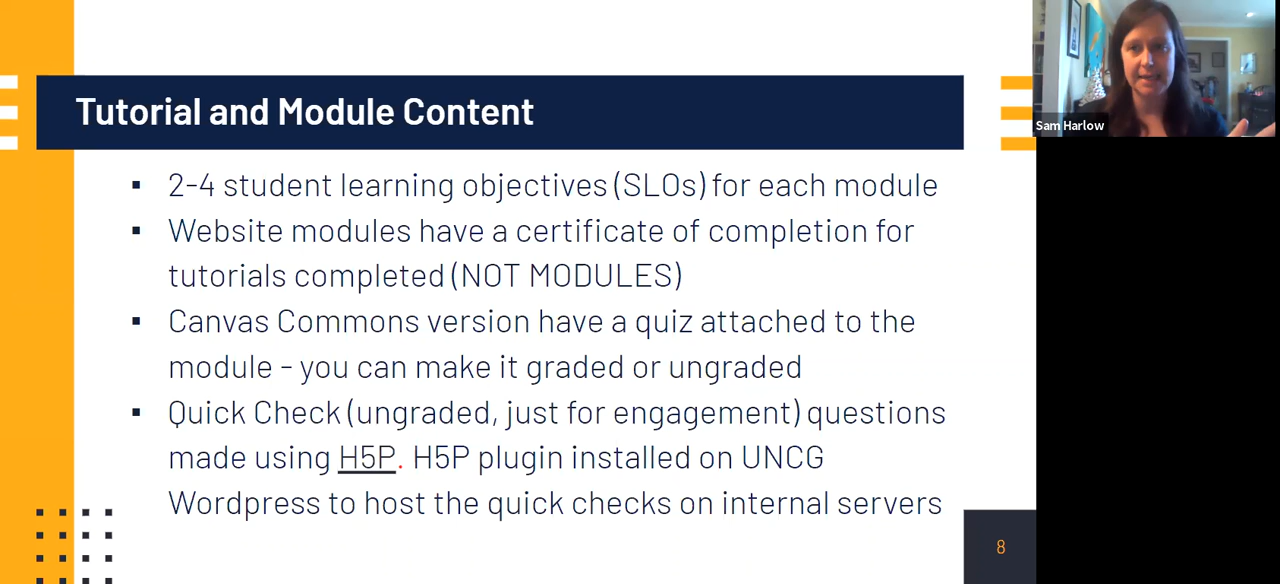 Tutorial and Module Content
Sam Harlow
▪ 2-4 student learning objectives (SLOs) for each module
▪ Website modules have a certificate of completion for
tutorials completed (NOT MODULES)
▪ Canvas Commons version have a quiz attached to the
module - you can make it graded or ungraded
▪ Quick Check (ungraded, just for engagement) questions
made using H5P. H5P plugin installed on UNCG
Wordpress to host the quick checks on internal servers
8